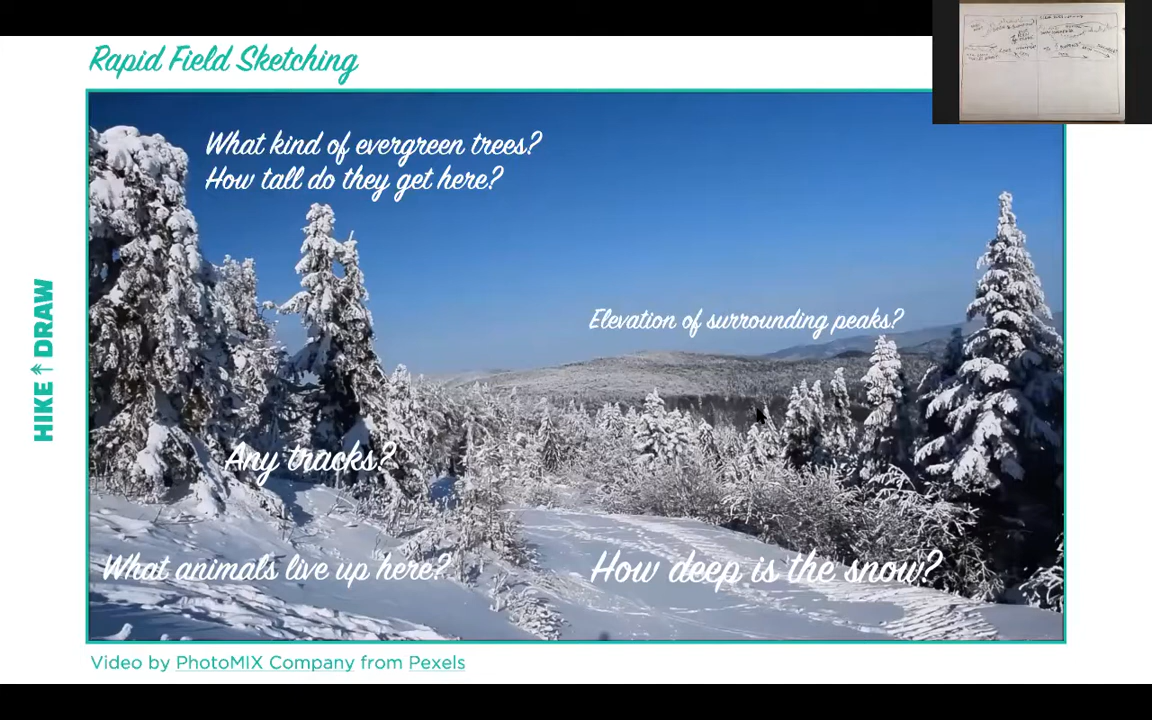 Rapid Field Sketching
What kind of evergreen trees?
How tall do they get here?
Elevation of surrounding peaks?
HIKE DRAW
Any tracks?
What animals live up here?
How deep is the snow?
Video by PhotoMIX Company from Pexels